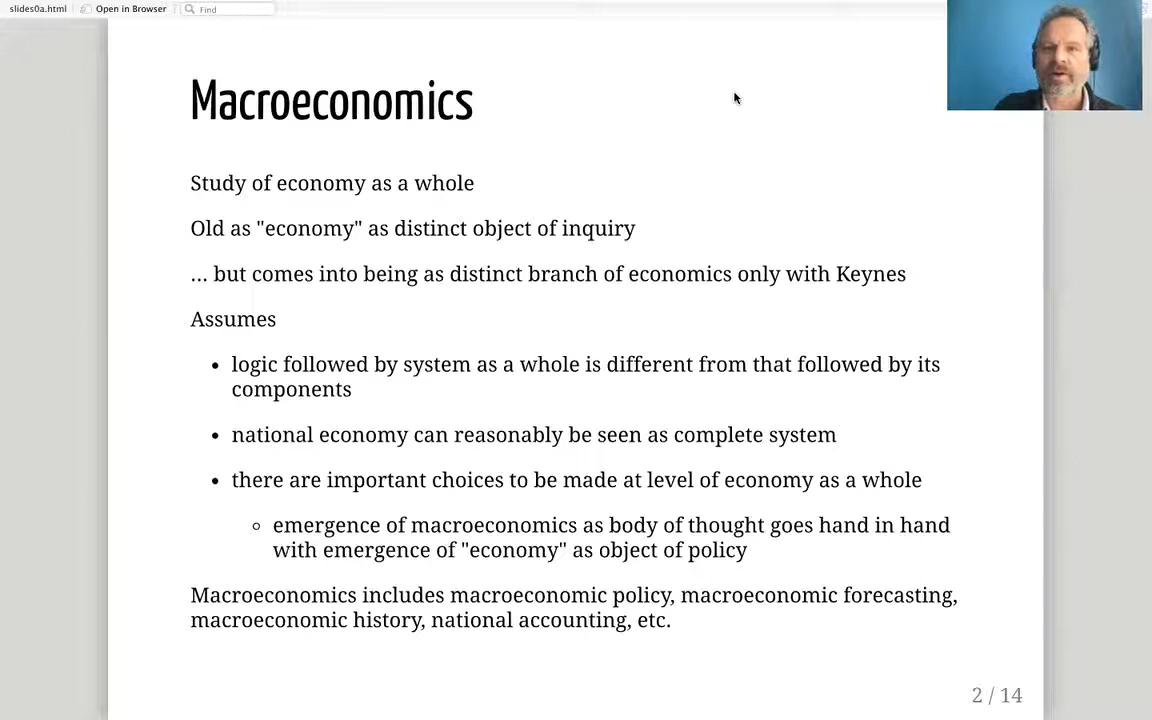 slides0a.html Open in Browser Find
Macroeconomics
Study of economy as a whole
Old as "economy" as distinct object of inquiry
... but comes into being as distinct branch of economics only with Keynes
Assumes
• logic followed by system as a whole is different from that followed by its
components
• national economy can reasonably be seen as complete system
• there are important choices to be made at level of economy as a whole
◦ emergence of macroeconomics as body of thought goes hand in hand
with emergence of "economy" as object of policy
Macroeconomics includes macroeconomic policy, macroeconomic forecasting,
macroeconomic history, national accounting, etc.
2 / 14